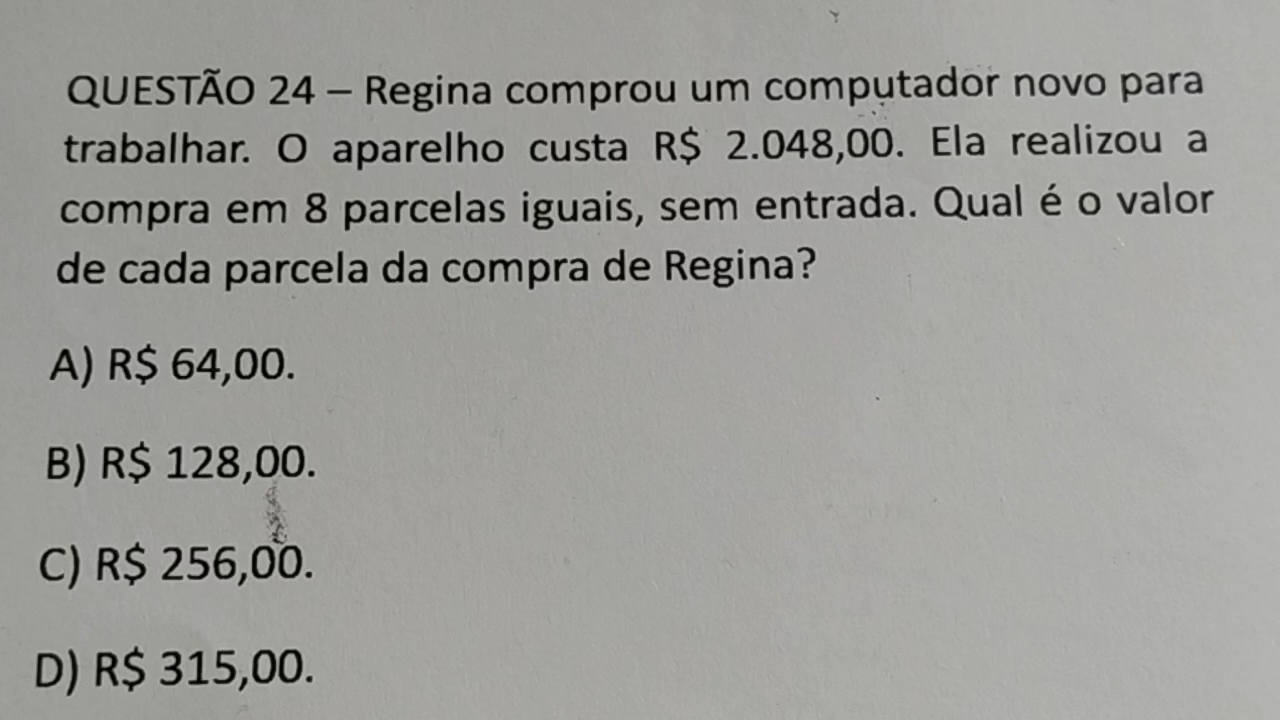 QUESTÃO 24 – Regina comprou um computador novo para
trabalhar. O aparelho custa R$ 2.048,00. Ela realizou a
compra em 8 parcelas iguais, sem entrada. Qual é o valor
de cada parcela da compra de Regina?
A) R$ 64,00.
B) R$ 128,00.
C) R$ 256,00.
D) R$ 315,00.